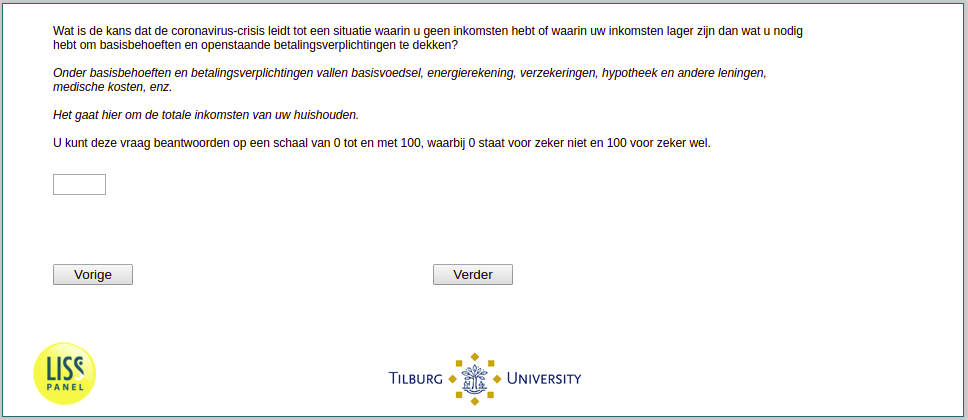 Wat is de kans dat de coronavirus-crisis leidt tot een situatie waarin u geen inkomsten hebt of waarin uw inkomsten lager zijn dan wat u nodig
hebt om basisbehoeften en openstaande betalingsverplichtingen te dekken?
Onder basisbehoeften en betalingsverplichtingen vallen basisvoedsel, energierekening, verzekeringen, hypotheek en andere leningen,
medische kosten, enz.
Het gaat hier om de totale inkomsten van uw huishouden.
U kunt deze vraag beantwoorden op een schaal van 0 tot en met 100, waarbij 0 staat voor zeker niet en 100 voor zeker wel.
Vorige
Verder
LISS
PANEL
TILBURG UNIVERSITY